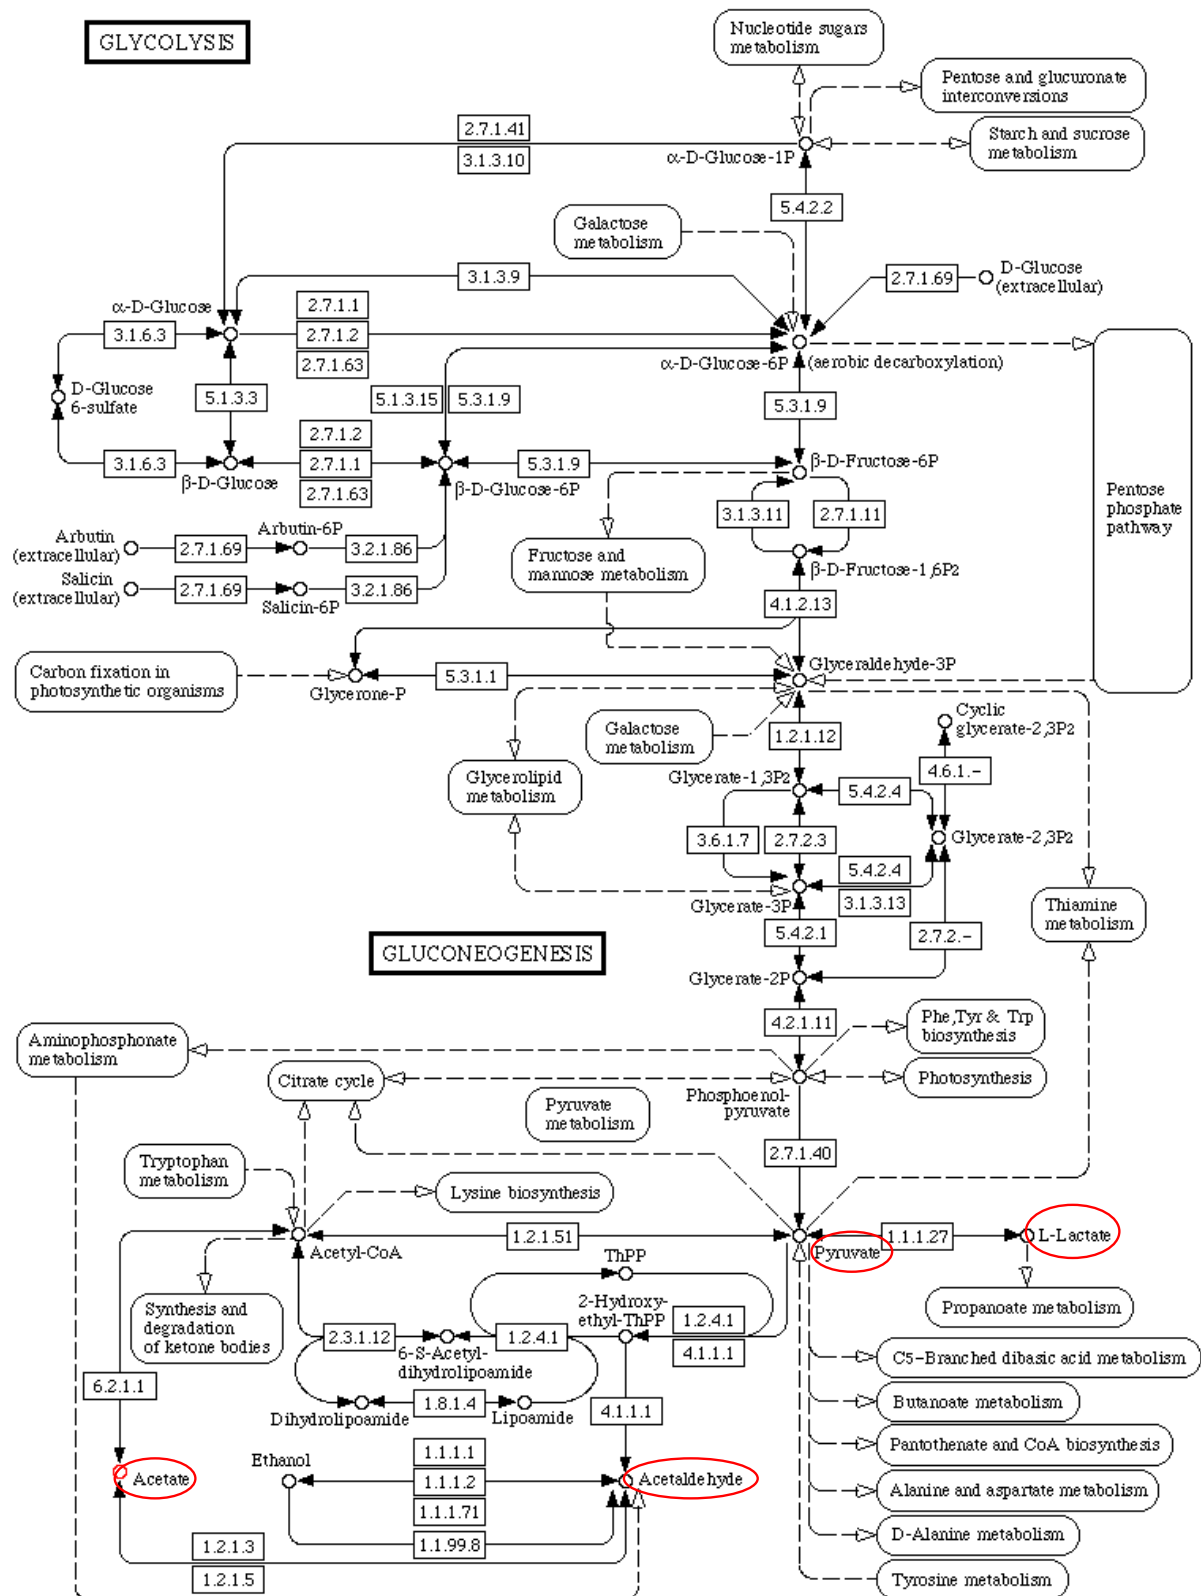 GLYCOLYSIS
Nucleotide sugars
metabolism
Pentose and glucuronate
interconversions
Starch and sucrose
metabolism
2.7.1.41
3.1.3.10
α-D-Glucose-1P
5.4.2.2
Galactose
metabolism
3.1.3.9
2.7.1.69
D-Glucose
(extracellular)
α-D-Glucose
2.7.1.1
3.1.6.3
2.7.1.2
2.7.1.63
α-D-Glucose-6P
(aerobic decarboxylation)
D-Glucose
6-sulfate
5.1.3.3
5.1.3.15
5.3.1.9
5.3.1.9
2.7.1.2
3.1.6.3
2.7.1.1
5.3.1.9
β-D-Fructose-6P
β-D-Glucose
2.7.1.63
β-D-Glucose-6P
Pentose
phosphate
pathway
3.1.3.11
2.7.1.11
Arbutin
(extracellular)
2.7.1.69
Arbutin-6P
3.2.1.86
Fructose and
mannose metabolism
β-D-Fructose-1,6P2
Salicin
(extracellular)
2.7.1.69
Salicin-6P
3.2.1.86
4.1.2.13
Carbon fixation in
photosynthetic organisms
Glycerone-P
5.3.1.1
Glyceraldehyde-3P
Galactose
metabolism
1.2.1.12
Cyclic
glycerate-2,3P2
Glycerolipid
metabolism
Glycerate-1,3P2
5.4.2.4
4.6.1.-
3.6.1.7
2.7.2.3
Glycerate-2,3P2
5.4.2.4
3.1.3.13
Glycerate-3P
Thiamine
metabolism
5.4.2.1
2.7.2.-
GLUCONEOGENESIS
Glycerate-2P
4.2.1.11
Phe,Tyr & Trp
biosynthesis
Aminophosphonate
metabolism
Citrate cycle
Photosynthesis
Phosphoenol-
pyruvate
Pyruvate
metabolism
2.7.1.40
Tryptophan
metabolism
Lysine biosynthesis
Acetyl-CoA
1.2.1.51
Pyruvate
1.1.1.27
L-Lactate
ThPP
Synthesis and
degradation
of ketone bodies
2-Hydroxy-
ethyl-ThPP
Propanoate metabolism
2.3.1.12
6-S-Acetyl-
dihydrolipoamide
1.2.4.1
1.2.4.1
4.1.1.1
C5-Branched dibasic acid metabolism
6.2.1.1
Dihydrolipoamide
1.8.1.4
Lipoamide
4.1.1.1
Butanoate metabolism
Pantothenate and CoA biosynthesis
Acetate
Ethanol
1.1.1.1
1.1.1.2
1.1.1.71
1.1.99.8
Acetaldehyde
Alanine and aspartate metabolism
D-Alanine metabolism
1.2.1.3
1.2.1.5
Tyrosine metabolism